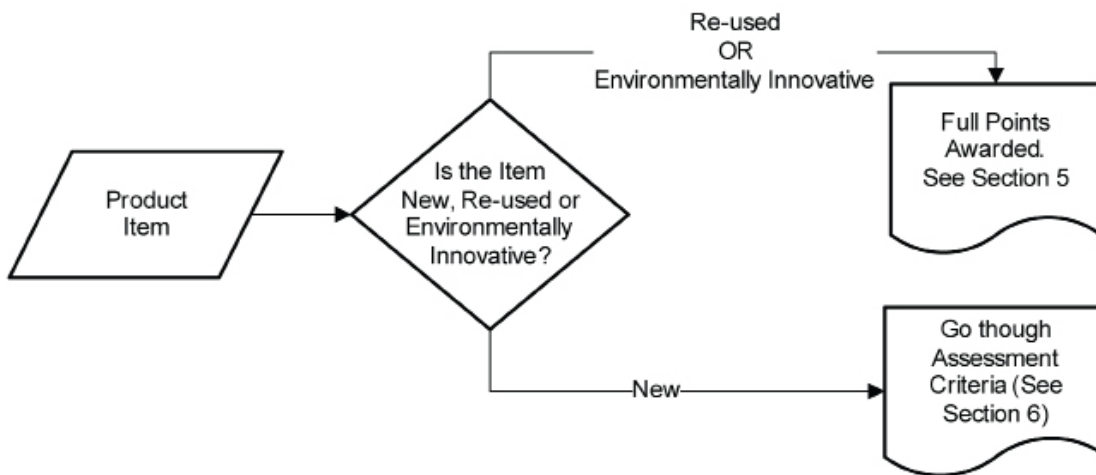 Re-used
OR
Environmentally Innovative
Full Points
Awarded.
See Section 5
Product
Item
Is the Item
New, Re-used or
Environmentally
Innovative?
Go though
Assessment
Criteria (See
Section 6)
New